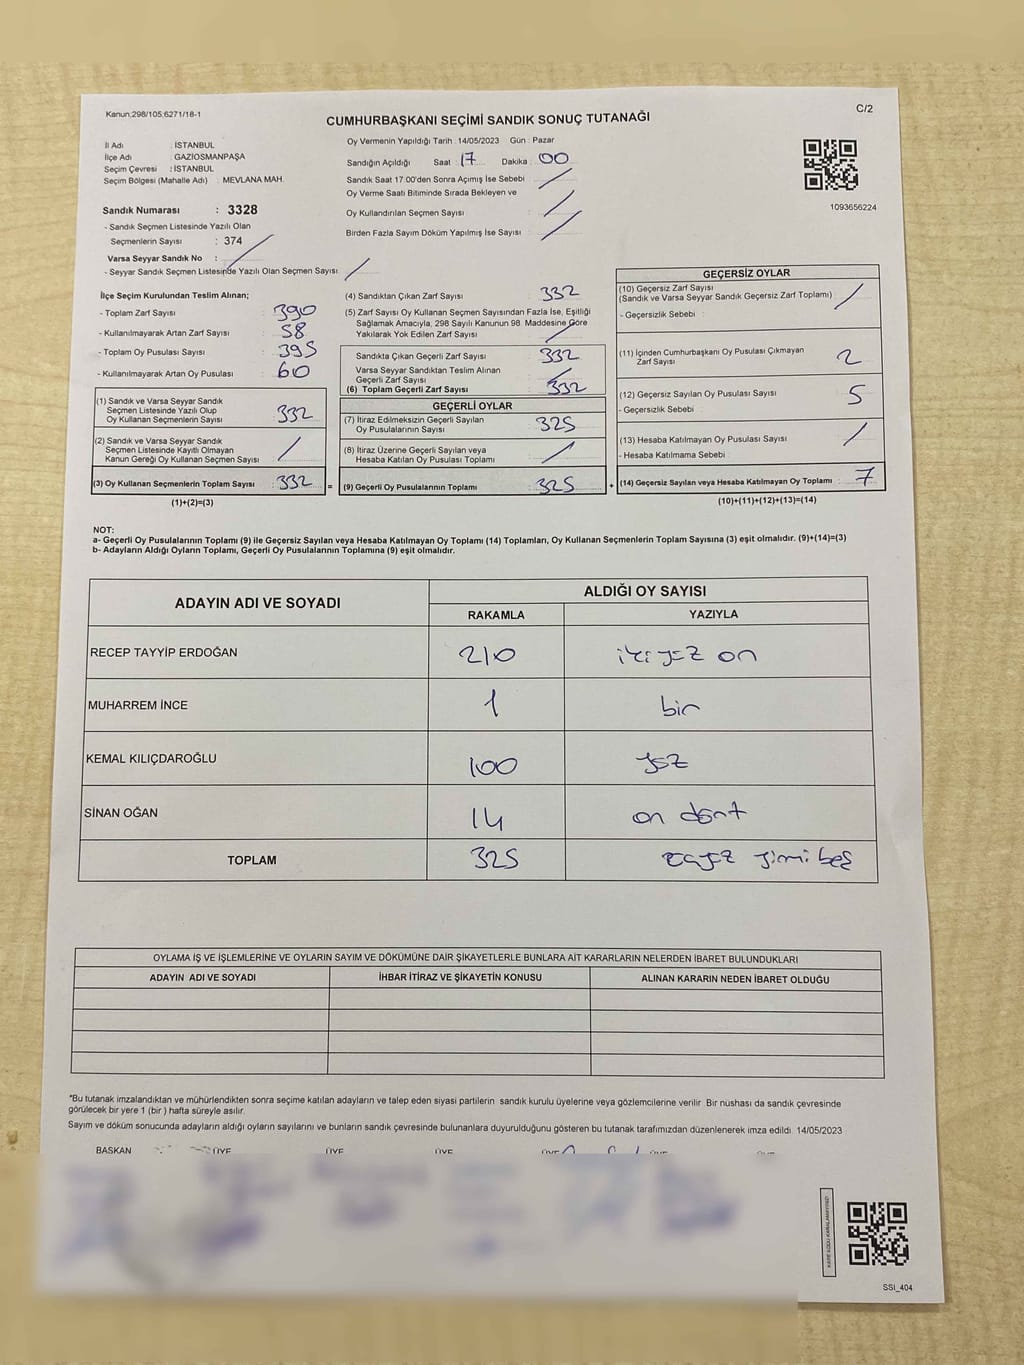 Kanun:298/105;6271/18-1
C/2
CUMHURBAŞKANI SEÇİMİ SANDIK SONUÇ TUTANAĞI
İl Adı : İSTANBUL
İlçe Adı : GAZİOSMANPAŞA
Seçim Çevresi : İSTANBUL
Seçim Bölgesi (Mahalle Adı) : MEVLANA MAH.
Oy Vermenin Yapıldığı Tarih : 14/05/2023 Gün : Pazar
Sandığın Açıldığı Saat 17 Dakika : 00
Sandık Saat 17:00'den Sonra Açımış İse Sebebi
Oy Verme Saati Bitiminde Sırada Bekleyen ve
Oy Kullandırılan Seçmen Sayısı
Birden Fazla Sayım Döküm Yapılmış İse Sayısı
1093656224
Sandık Numarası : 3328
- Sandık Seçmen Listesinde Yazılı Olan
Seçmenlerin Sayısı : 374
Varsa Seyyar Sandık No :
- Seyyar Sandık Seçmen Listesinde Yazılı Olan Seçmen Sayısı
İlçe Seçim Kurulundan Teslim Alınan;
- Toplam Zarf Sayısı : 390
- Kullanılmayarak Artan Zarf Sayısı : 58
- Toplam Oy Pusulası Sayısı : 395
- Kullanılmayarak Artan Oy Pusulası : 60
(1) Sandık ve Varsa Seyyar Sandık
Seçmen Listesinde Yazılı Olup
Oy Kullanan Seçmenlerin Sayısı : 332
(2) Sandık ve Varsa Seyyar Sandık
Seçmen Listesinde Kayıtlı Olmayan
Kanun Gereği Oy Kullanan Seçmen Sayısı :
(3) Oy Kullanan Seçmenlerin Toplam Sayısı : 332
(1)+(2)=(3)
(4) Sandıktan Çıkan Zarf Sayısı : 332
(5) Zarf Sayısı Oy Kullanan Seçmen Sayısından Fazla İse, Eşitliği
Sağlamak Amacıyla, 298 Sayılı Kanunun 98. Maddesine Göre
Yakılarak Yok Edilen Zarf Sayısı
Sandıkta Çıkan Geçerli Zarf Sayısı : 332
Varsa Seyyar Sandıktan Teslim Alınan
Geçerli Zarf Sayısı
(6) Toplam Geçerli Zarf Sayısı : 332
GEÇERLİ OYLAR
(7) İtiraz Edilmeksizin Geçerli Sayılan
Oy Pusulalarının Sayısı : 325
(8) İtiraz Üzerine Geçerli Sayılan veya
Hesaba Katılan Oy Pusulası Toplamı :
= (9) Geçerli Oy Pusulalarının Toplamı : 325 +
GEÇERSİZ OYLAR
(10) Geçersiz Zarf Sayısı
(Sandık ve Varsa Seyyar Sandık Geçersiz Zarf Toplamı)
- Geçersizlik Sebebi :
(11) İçinden Cumhurbaşkanı Oy Pusulası Çıkmayan
Zarf Sayısı : 2
(12) Geçersiz Sayılan Oy Pusulası Sayısı : 5
- Geçersizlik Sebebi :
(13) Hesaba Katılmayan Oy Pusulası Sayısı :
- Hesaba Katılmama Sebebi :
(14) Geçersiz Sayılan veya Hesaba Katılmayan Oy Toplamı : 7
(10)+(11)+(12)+(13)=(14)
NOT:
a- Geçerli Oy Pusulalarının Toplamı (9) ile Geçersiz Sayılan veya Hesaba Katılmayan Oy Toplamı (14) Toplamları, Oy Kullanan Seçmenlerin Toplam Sayısına (3) eşit olmalıdır. (9)+(14)=(3)
b- Adayların Aldığı Oyların Toplamı, Geçerli Oy Pusulalarının Toplamına (9) eşit olmalıdır.
ADAYIN ADI VE SOYADI
ALDIĞI OY SAYISI
RAKAMLA YAZIYLA
RECEP TAYYİP ERDOĞAN 210 iki yüz on
MUHARREM İNCE 1 bir
KEMAL KILIÇDAROĞLU 100 yüz
SİNAN OĞAN 14 on dört
TOPLAM 325 üçyüz yirmi beş
OYLAMA İŞ VE İŞLEMLERİNE VE OYLARIN SAYIM VE DÖKÜMÜNE DAİR ŞİKAYETLERLE BUNLARA AİT KARARLARIN NELERDEN İBARET BULUNDUKLARI
ADAYIN ADI VE SOYADI İHBAR İTİRAZ VE ŞİKAYETİN KONUSU ALINAN KARARIN NEDEN İBARET OLDUĞU
*Bu tutanak imzalandıktan ve mühürlendikten sonra seçime katılan adayların ve talep eden siyasi partilerin sandık kurulu üyelerine veya gözlemcilerine verilir. Bir nüshası da sandık çevresinde
görülecek bir yere 1 (bir ) hafta süreyle asılır.
Sayım ve döküm sonucunda adayların aldığı oyların sayılarını ve bunların sandık çevresinde bulunanlara duyurulduğunu gösteren bu tutanak tarafımızdan düzenlenerek imza edildi. 14/05/2023
BAŞKAN ÜYE ÜYE ÜYE ÜYE
KARE KODU KARALAMAYINIZ!
SSI_404